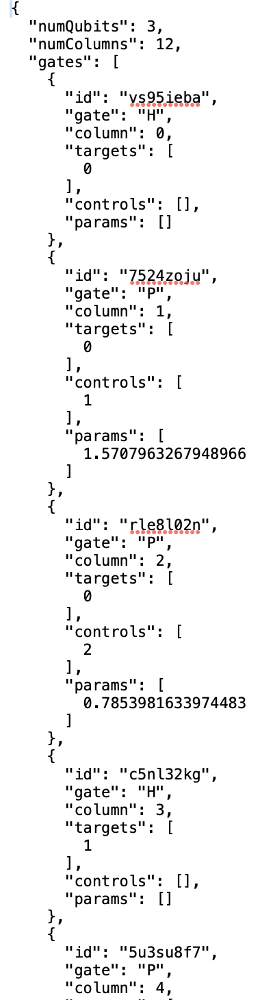 {
  "numQubits": 3,
  "numColumns": 12,
  "gates": [
    {
      "id": "vs95ieba",
      "gate": "H",
      "column": 0,
      "targets": [
        0
      ],
      "controls": [],
      "params": []
    },
    {
      "id": "7524zoju",
      "gate": "P",
      "column": 1,
      "targets": [
        0
      ],
      "controls": [
        1
      ],
      "params": [
        1.5707963267948966
      ]
    },
    {
      "id": "rle8l02n",
      "gate": "P",
      "column": 2,
      "targets": [
        0
      ],
      "controls": [
        2
      ],
      "params": [
        0.7853981633974483
      ]
    },
    {
      "id": "c5nl32kg",
      "gate": "H",
      "column": 3,
      "targets": [
        1
      ],
      "controls": [],
      "params": []
    },
    {
      "id": "5u3su8f7",
      "gate": "P",
      "column": 4,